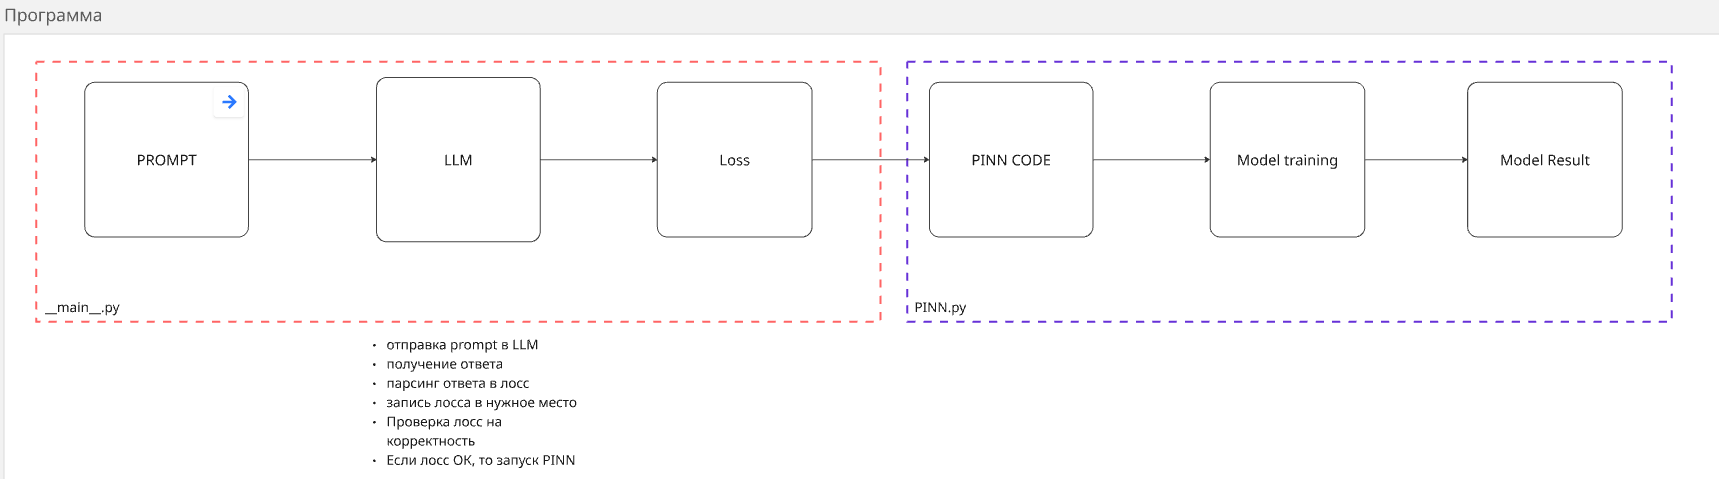 Программа
PROMPT
LLM
Loss
PINN CODE
Model training
Model Result
__main__.py
PINN.py
• отправка prompt в LLM
• получение ответа
• парсинг ответа в лосс
• запись лосса в нужное место
• Проверка лосс на
корректность
• Если лосс ОК, то запуск PINN